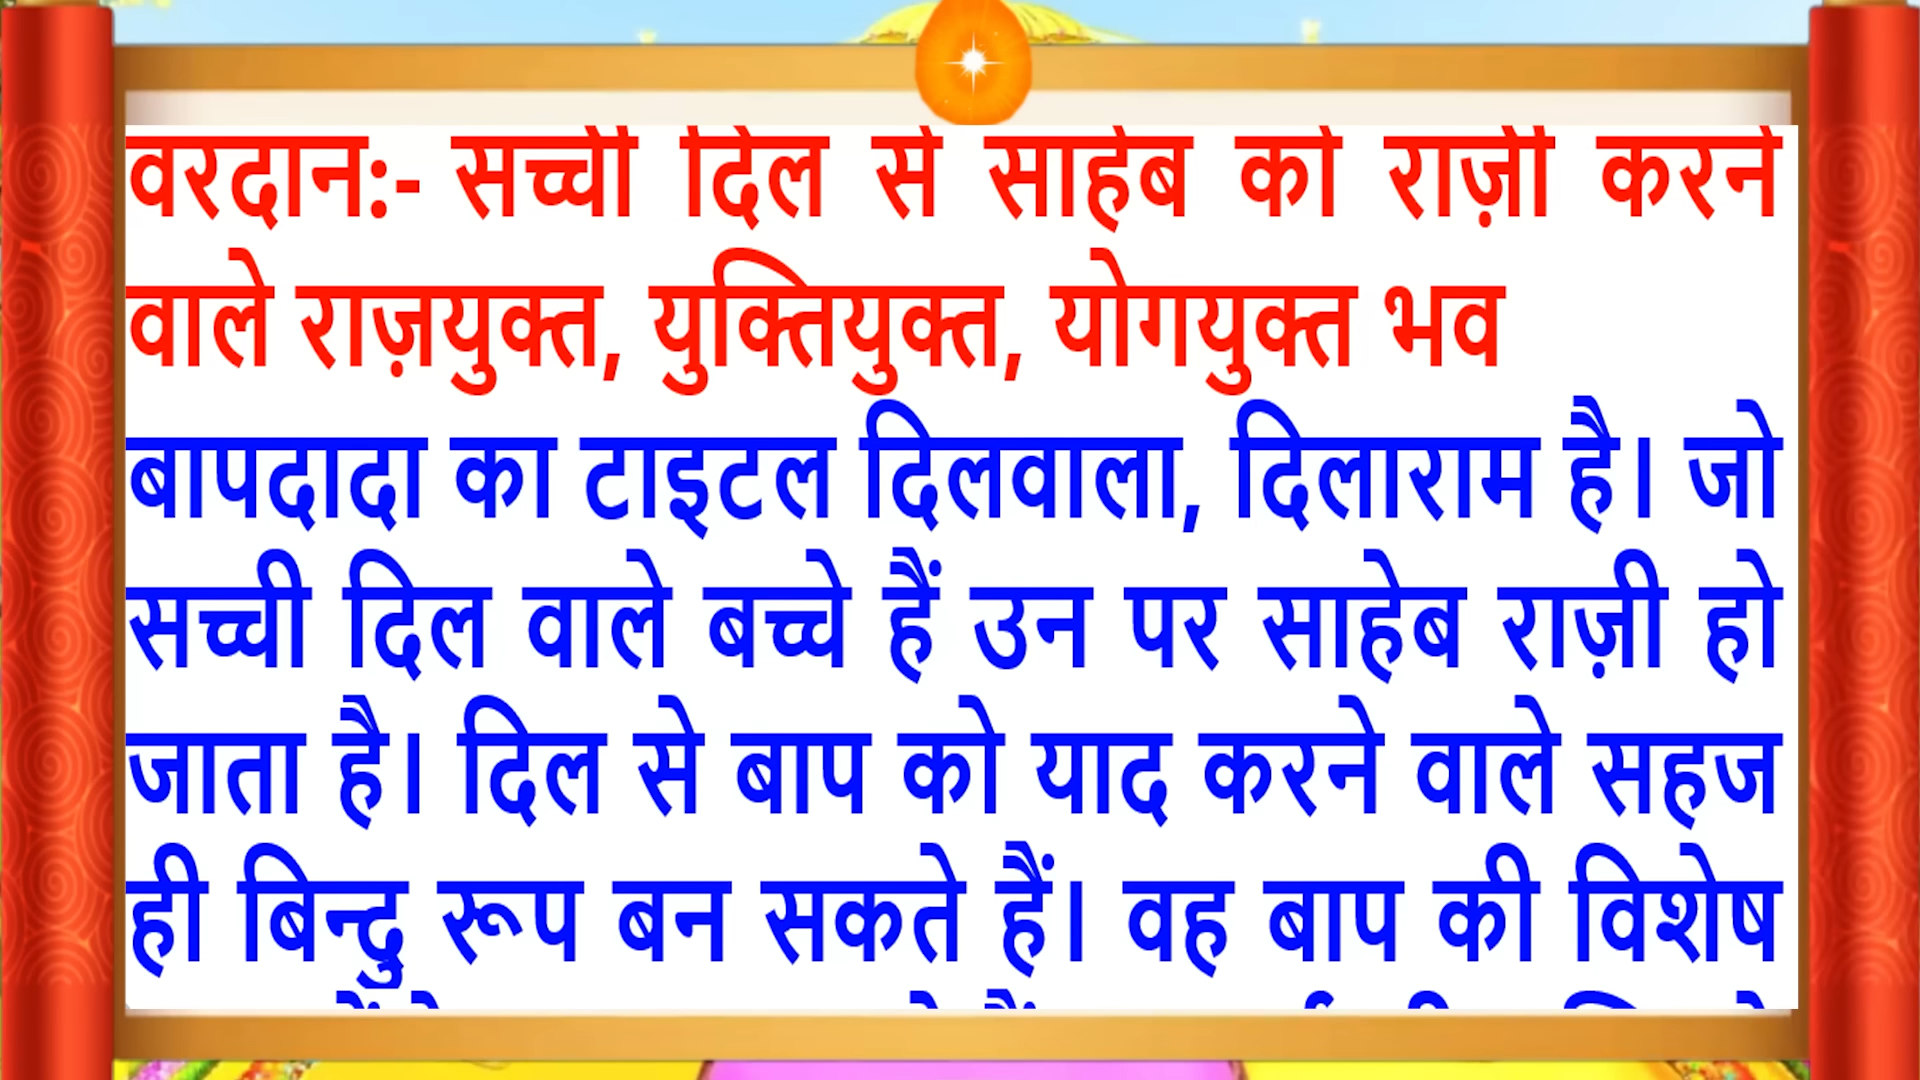 वरदान:- सच्ची दिल से साहेब को राज़ी करने
वाले राज़युक्त, युक्तियुक्त, योगयुक्त भव
बापदादा का टाइटल दिलवाला, दिलाराम है। जो
सच्ची दिल वाले बच्चे हैं उन पर साहेब राज़ी हो
जाता है। दिल से बाप को याद करने वाले सहज
ही बिन्दु रूप बन सकते हैं। वह बाप की विशेष